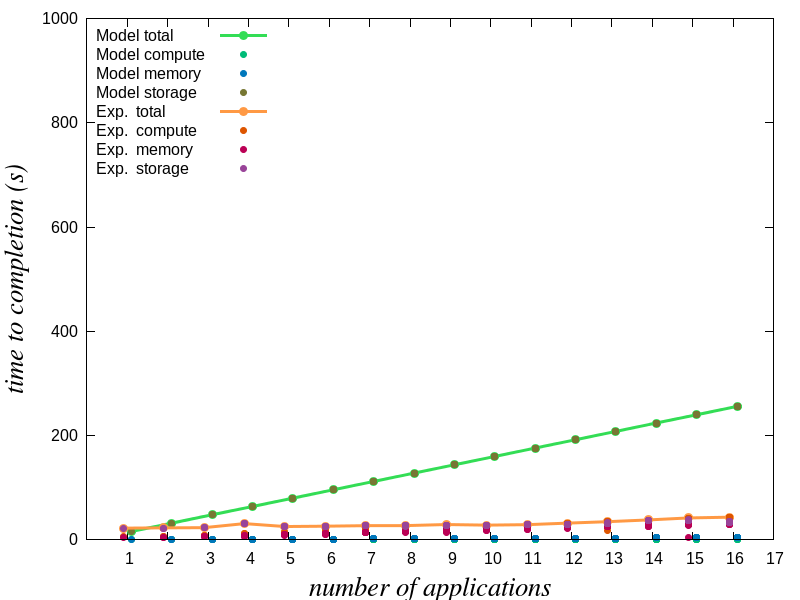 1000
800
600
400
200
0
time to completion (s)
Model total
Model compute
Model memory
Model storage
Exp. total
Exp. compute
Exp. memory
Exp. storage
1 2 3 4 5 6 7 8 9 10 11 12 13 14 15 16 17
number of applications